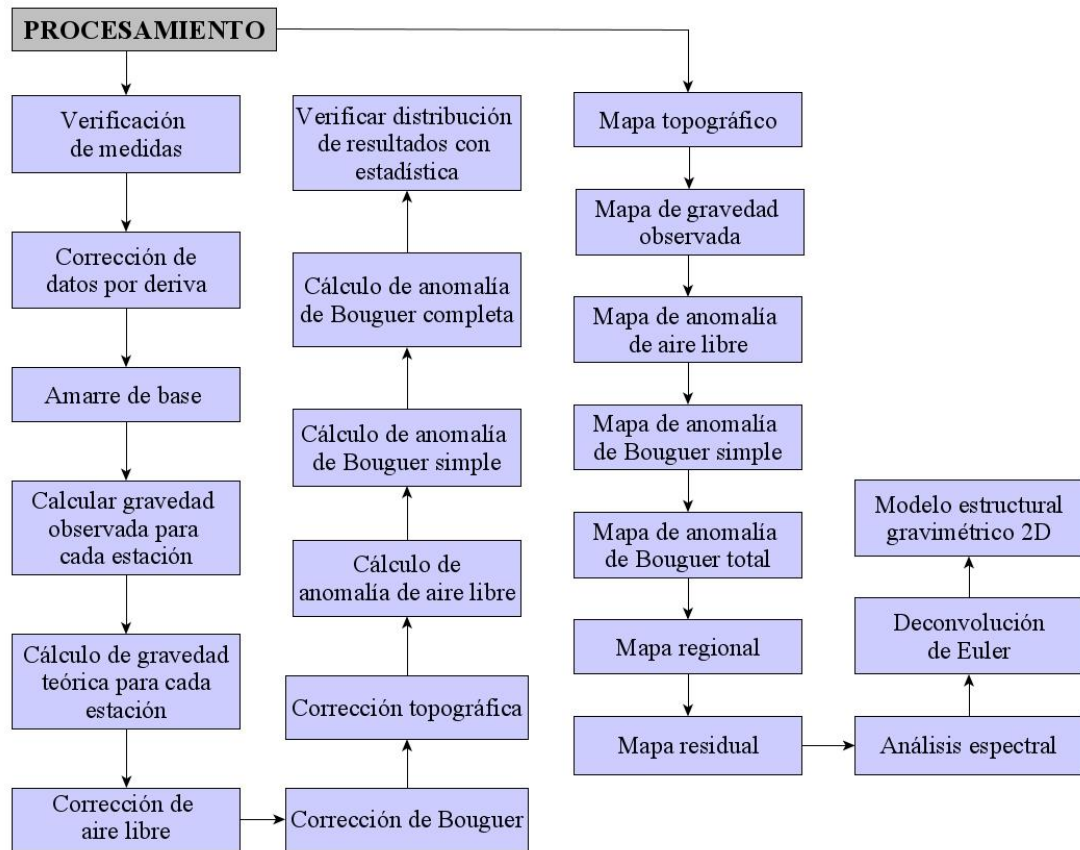 PROCESAMIENTO
Verificación
de medidas
Corrección de
datos por deriva
Amarre de base
Calcular gravedad
observada para
cada estación
Cálculo de gravedad
teórica para cada
estación
Corrección de
aire libre
Corrección de Bouguer
Corrección topográfica
Cálculo de
anomalía de aire libre
Cálculo de anomalía
de Bouguer simple
Cálculo de anomalía
de Bouguer completa
Verificar distribución
de resultados con
estadística
Mapa topográfico
Mapa de gravedad
observada
Mapa de anomalía
de aire libre
Mapa de anomalía
de Bouguer simple
Mapa de anomalía
de Bouguer total
Mapa regional
Mapa residual
Análisis espectral
Deconvolución
de Euler
Modelo estructural
gravimétrico 2D